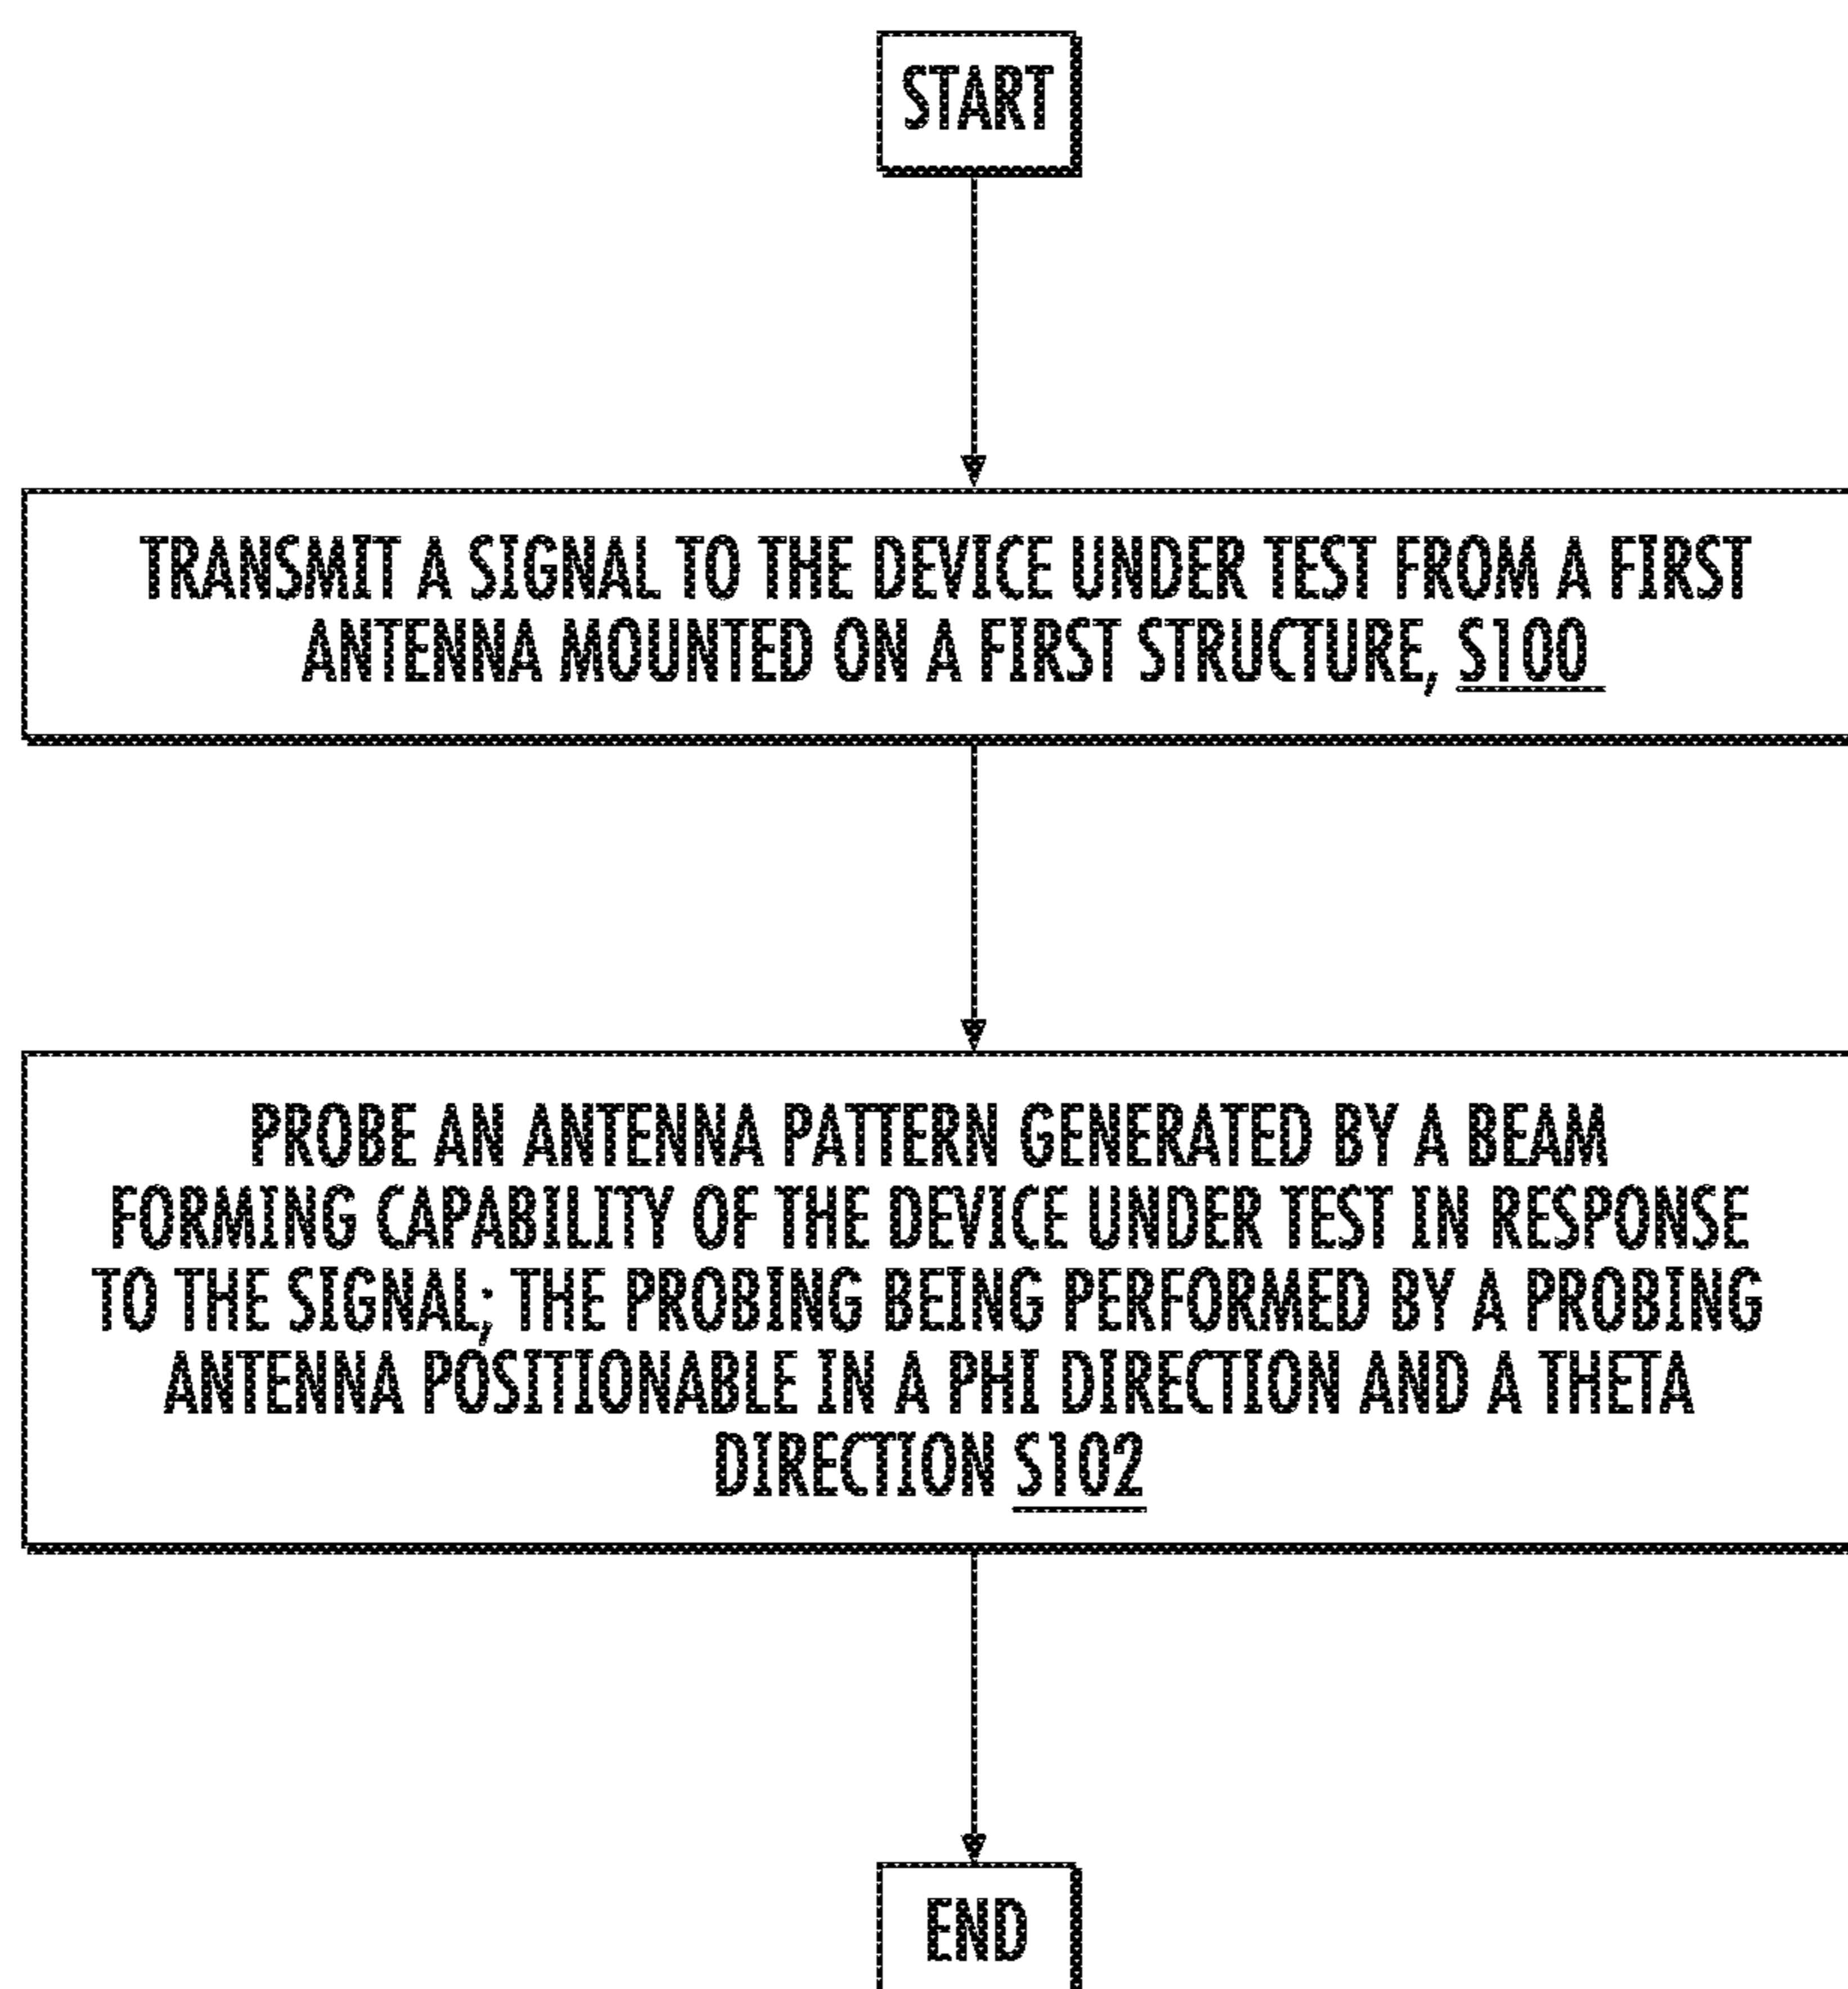 START
TRANSMIT A SIGNAL TO THE DEVICE UNDER TEST FROM A FIRST
ANTENNA MOUNTED ON A FIRST STRUCTURE, S100
PROBE AN ANTENNA PATTERN GENERATED BY A BEAM
FORMING CAPABILITY OF THE DEVICE UNDER TEST IN RESPONSE
TO THE SIGNAL; THE PROBING BEING PERFORMED BY A PROBING
ANTENNA POSITIONABLE IN A PHI DIRECTION AND A THETA
DIRECTION S102
END